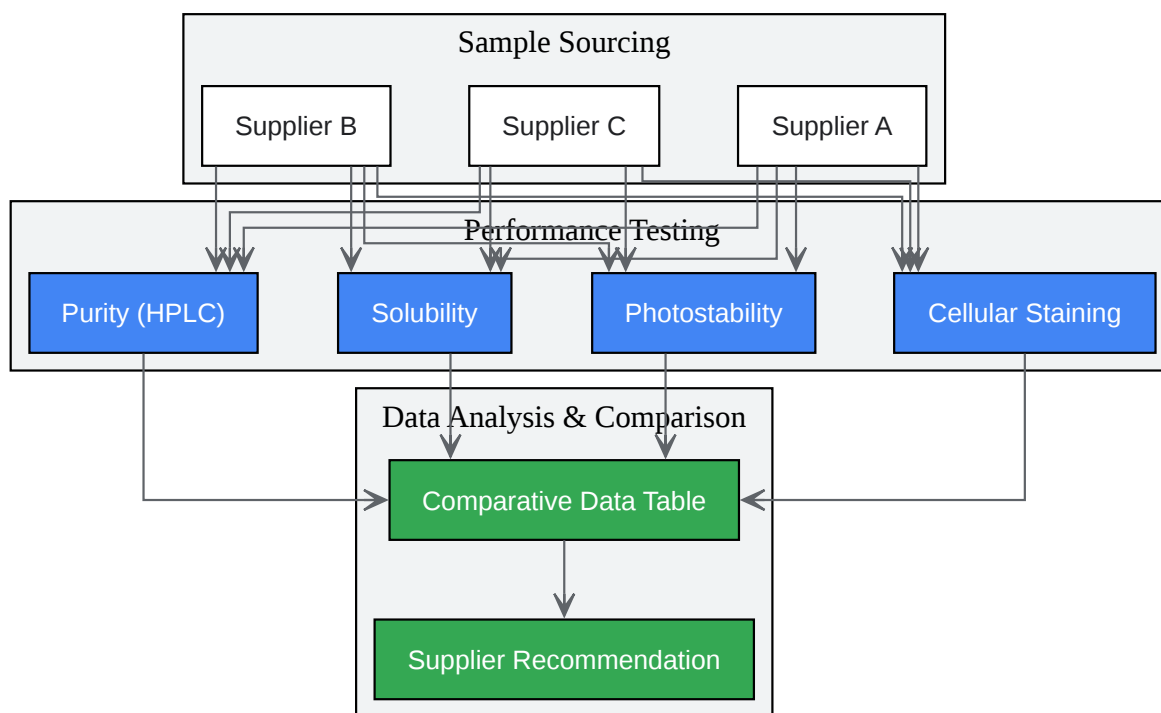 Sample Sourcing
Supplier B
Supplier C
Supplier A
Performance Testing
Purity (HPLC)
Solubility
Photostability
Cellular Staining
Data Analysis & Comparison
Comparative Data Table
Supplier Recommendation